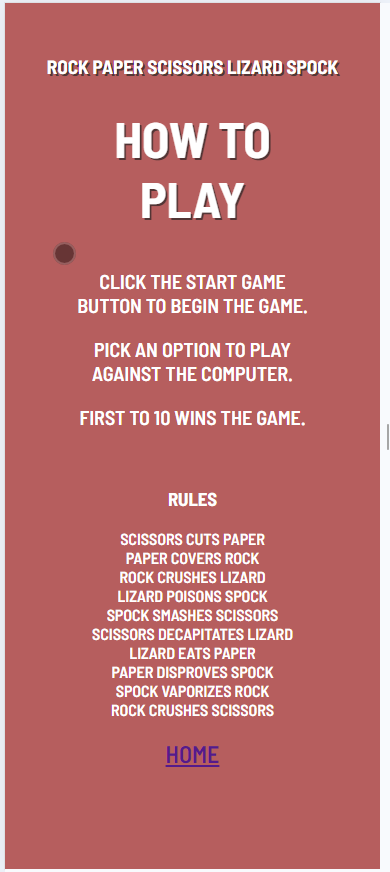 ROCK PAPER SCISSORS LIZARD SPOCK
HOW TO
PLAY
CLICK THE START GAME
BUTTON TO BEGIN THE GAME.
PICK AN OPTION TO PLAY
AGAINST THE COMPUTER.
FIRST TO 10 WINS THE GAME.
RULES
SCISSORS CUTS PAPER
PAPER COVERS ROCK
ROCK CRUSHES LIZARD
LIZARD POISONS SPOCK
SPOCK SMASHES SCISSORS
SCISSORS DECAPITATES LIZARD
LIZARD EATS PAPER
PAPER DISPROVES SPOCK
SPOCK VAPORIZES ROCK
ROCK CRUSHES SCISSORS
HOME